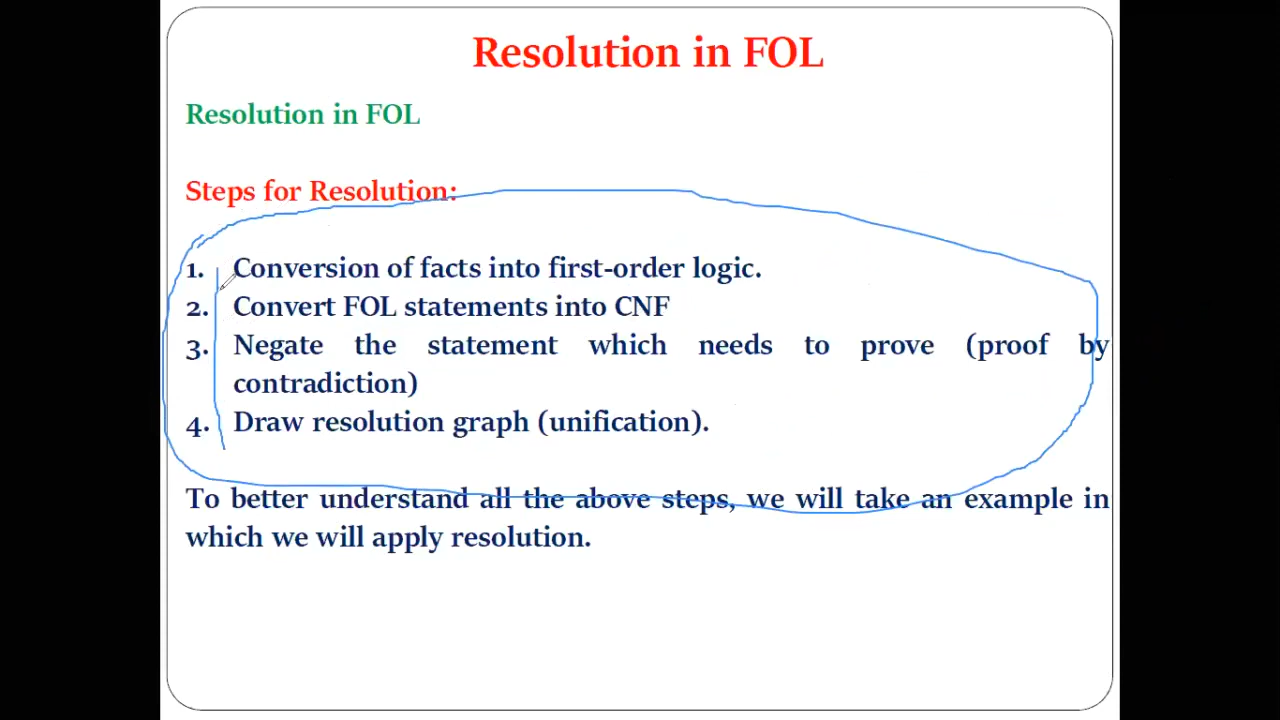 Resolution in FOL
Resolution in FOL
Steps for Resolution:
1. Conversion of facts into first-order logic.
2. Convert FOL statements into CNF
3. Negate the statement which needs to prove (proof by
contradiction)
4. Draw resolution graph (unification).
To better understand all the above steps, we will take an example in
which we will apply resolution.